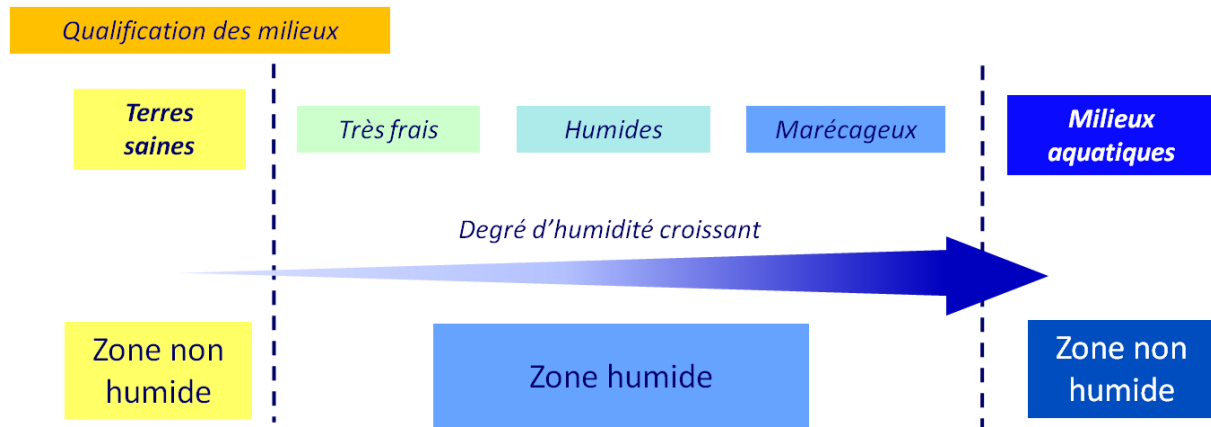 Qualification des milieux
Terres
saines
Très frais
Humides
Marécageux
Milieux
aquatiques
Degré d’humidité croissant
Zone non
humide
Zone humide
Zone non
humide